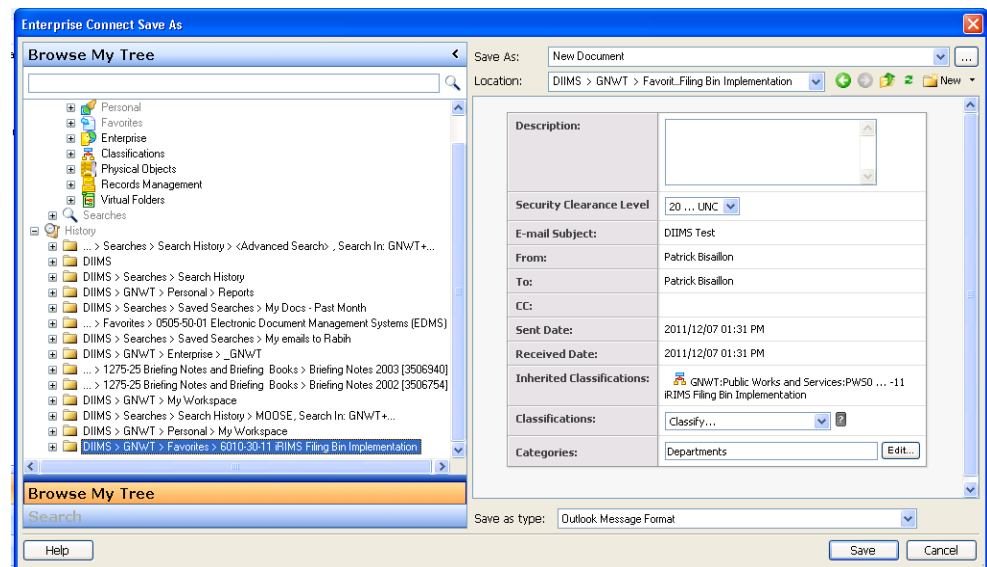 Enterprise Connect Save As
Browse My Tree
Personal
Favorites
Enterprise
Classifications
Physical Objects
Records Management
Virtual Folders
Searches
History
... > Searches > Search History > <Advanced Search> , Search In: GNWT+...
DIIMS
DIIMS > Searches > Search History
DIIMS > GNWT > Personal > Reports
DIIMS > Searches > Saved Searches > My Docs - Past Month
... > Favorites > 0505-50-01 Electronic Document Management Systems (EDMS)
DIIMS > Searches > Saved Searches > My emails to Rabih
DIIMS > GNWT > Enterprise > _GNWT
... > 1275-25 Briefing Notes and Briefing Books > Briefing Notes 2003 [3506940]
... > 1275-25 Briefing Notes and Briefing Books > Briefing Notes 2002 [3506754]
DIIMS > GNWT > My Workspace
DIIMS > Searches > Search History > MOOSE, Search In: GNWT+...
DIIMS > GNWT > Personal > My Workspace
DIIMS > GNWT > Favorites > 6010-30-11 iRIMS Filing Bin Implementation
Browse My Tree
Search
Help
Save As: New Document ...
Location: DIIMS > GNWT > Favorit..Filing Bin Implementation New
Description:
Security Clearance Level 20 ... UNC
E-mail Subject: DIIMS Test
From: Patrick Bisaillon
To: Patrick Bisaillon
CC:
Sent Date: 2011/12/07 01:31 PM
Received Date: 2011/12/07 01:31 PM
Inherited Classifications: GNWT:Public Works and Services:PW50 ... -11
iRIMS Filing Bin Implementation
Classifications: Classify... ?
Categories: Departments Edit...
Save as type: Outlook Message Format
Save Cancel